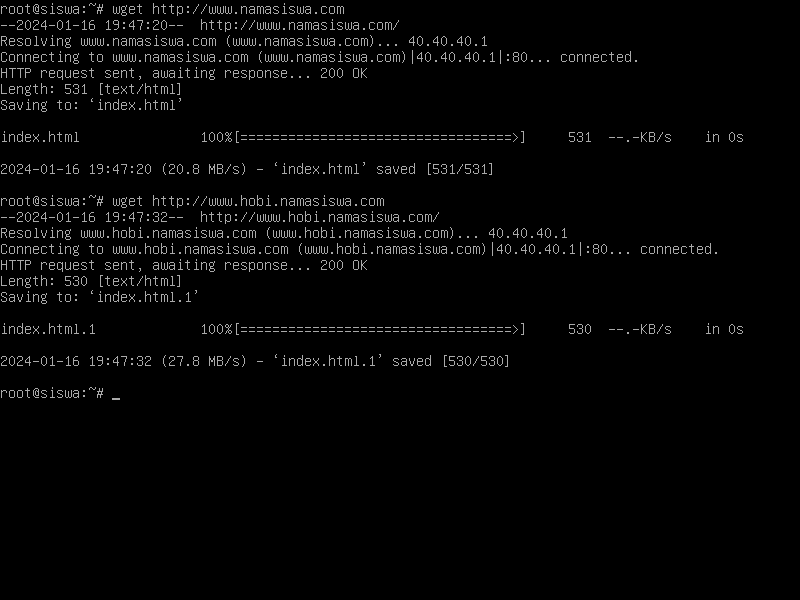 root@siswa:~# wget http://www.namasiswa.com
--2024-01-16 19:47:20--  http://www.namasiswa.com/
Resolving www.namasiswa.com (www.namasiswa.com)... 40.40.40.1
Connecting to www.namasiswa.com (www.namasiswa.com)|40.40.40.1|:80... connected.
HTTP request sent, awaiting response... 200 OK
Length: 531 [text/html]
Saving to: ‘index.html’
index.html               100%[==================================>]     531  --.-KB/s    in 0s
2024-01-16 19:47:20 (20.8 MB/s) - ‘index.html’ saved [531/531]
root@siswa:~# wget http://www.hobi.namasiswa.com
--2024-01-16 19:47:32--  http://www.hobi.namasiswa.com/
Resolving www.hobi.namasiswa.com (www.hobi.namasiswa.com)... 40.40.40.1
Connecting to www.hobi.namasiswa.com (www.hobi.namasiswa.com)|40.40.40.1|:80... connected.
HTTP request sent, awaiting response... 200 OK
Length: 530 [text/html]
Saving to: ‘index.html.1’
index.html.1             100%[==================================>]     530  --.-KB/s    in 0s
2024-01-16 19:47:32 (27.8 MB/s) - ‘index.html.1’ saved [530/530]
root@siswa:~# _